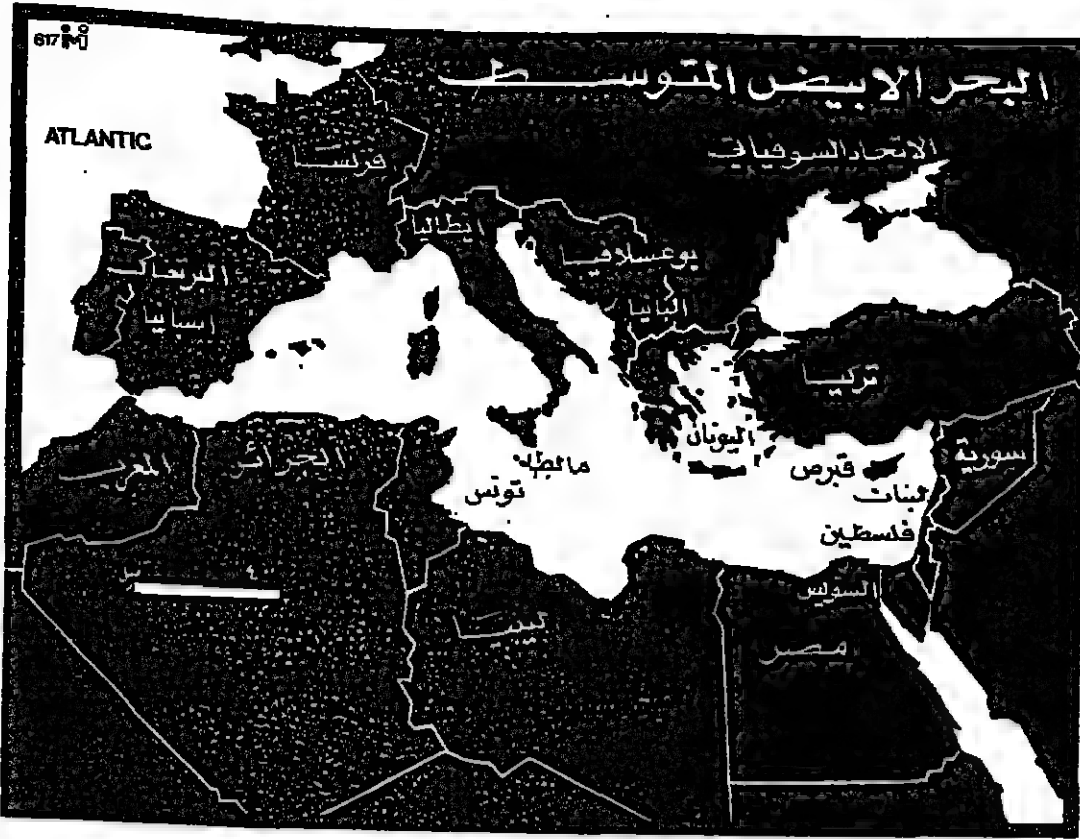 617
البحر الابيض المتوسط
ATLANTIC
الاتحاد السوفياتي
فرنسا
ايطاليا
يوغسلافيا
البرتغال
البانيا
اسبانيا
تركيا
اليونان
المغرب
الجزائر
مالطا
تونس
قبرص
سورية
لبنان
فلسطين
السويس
ليبيا
مصر